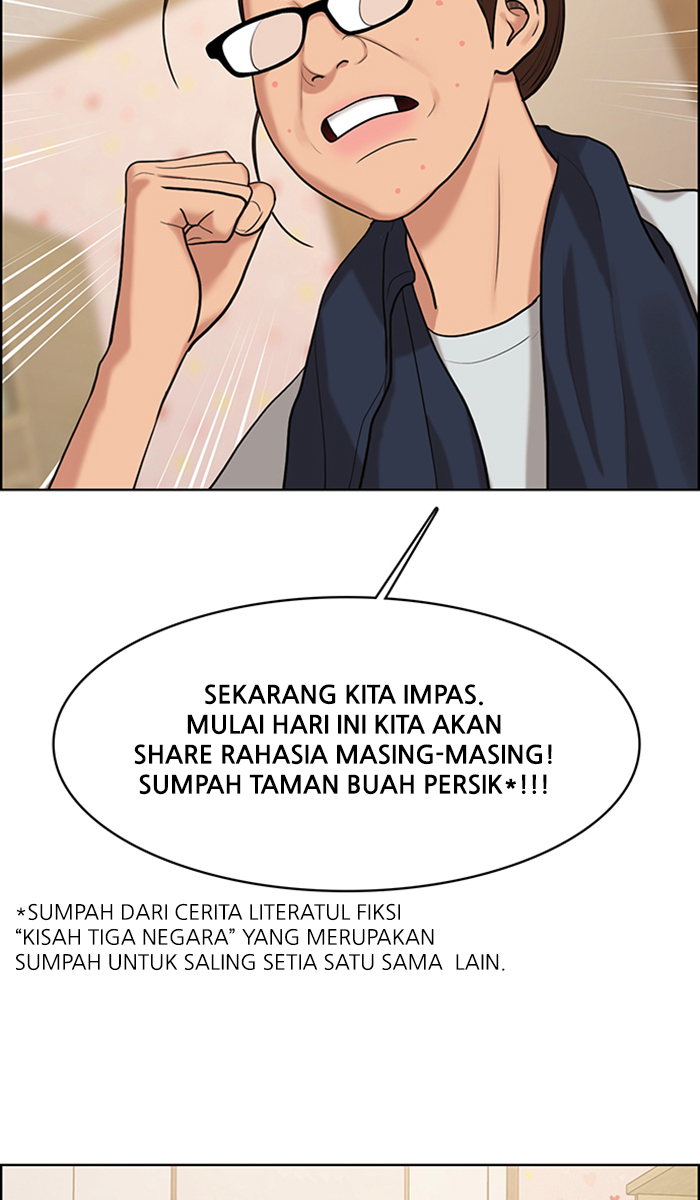 SEKARANG KITA IMPAS.
MULAI HARI INI KITA AKAN
SHARE RAHASIA MASING-MASING!
SUMPAH TAMAN BUAH PERSIK*!!!
*SUMPAH DARI CERITA LITERATUL FIKSI
“KISAH TIGA NEGARA” YANG MERUPAKAN
SUMPAH UNTUK SALING SETIA SATU SAMA LAIN.